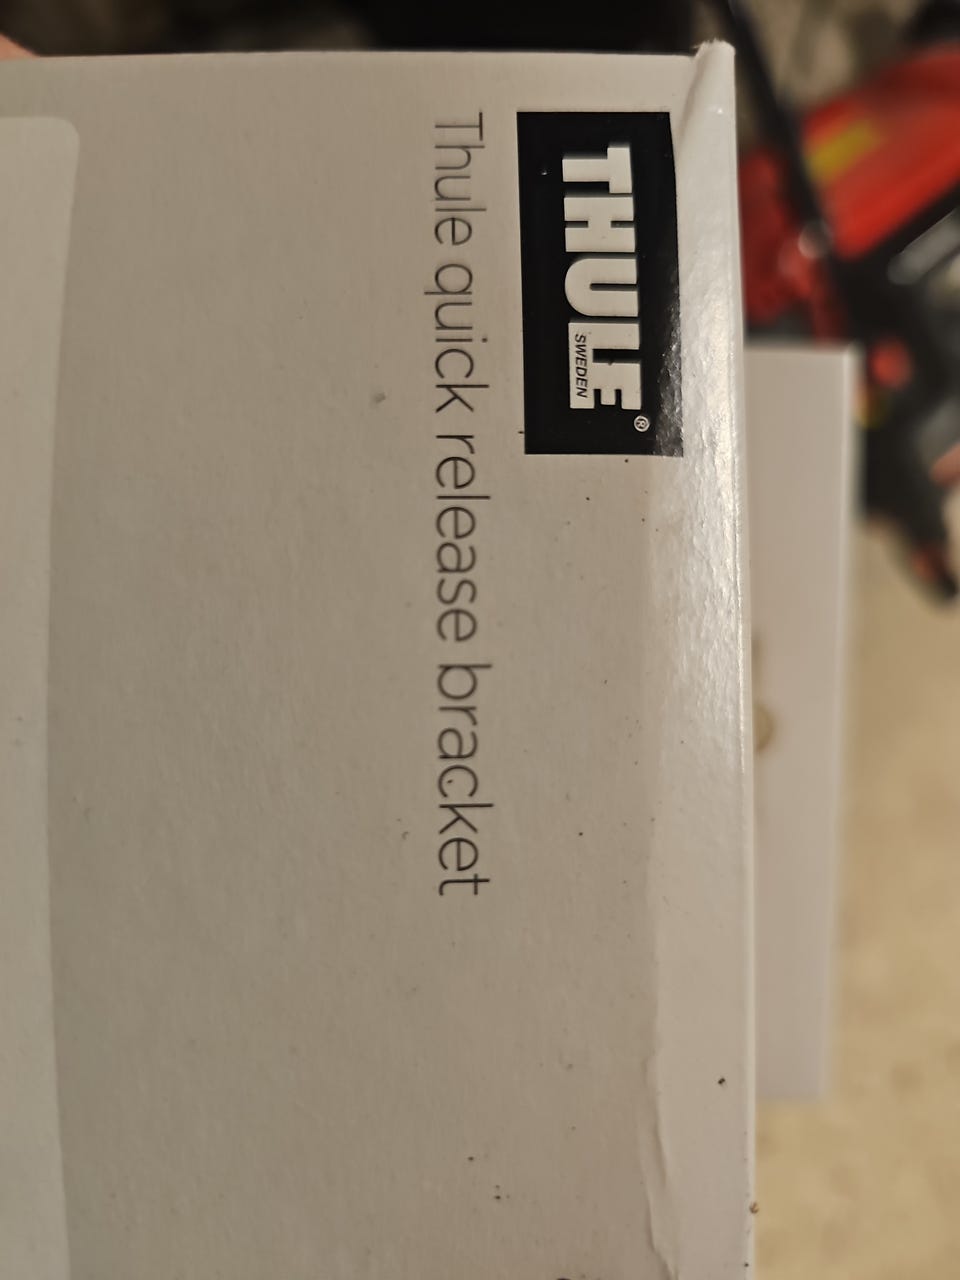 THULE®
SWEDEN
Thule quick release bracket